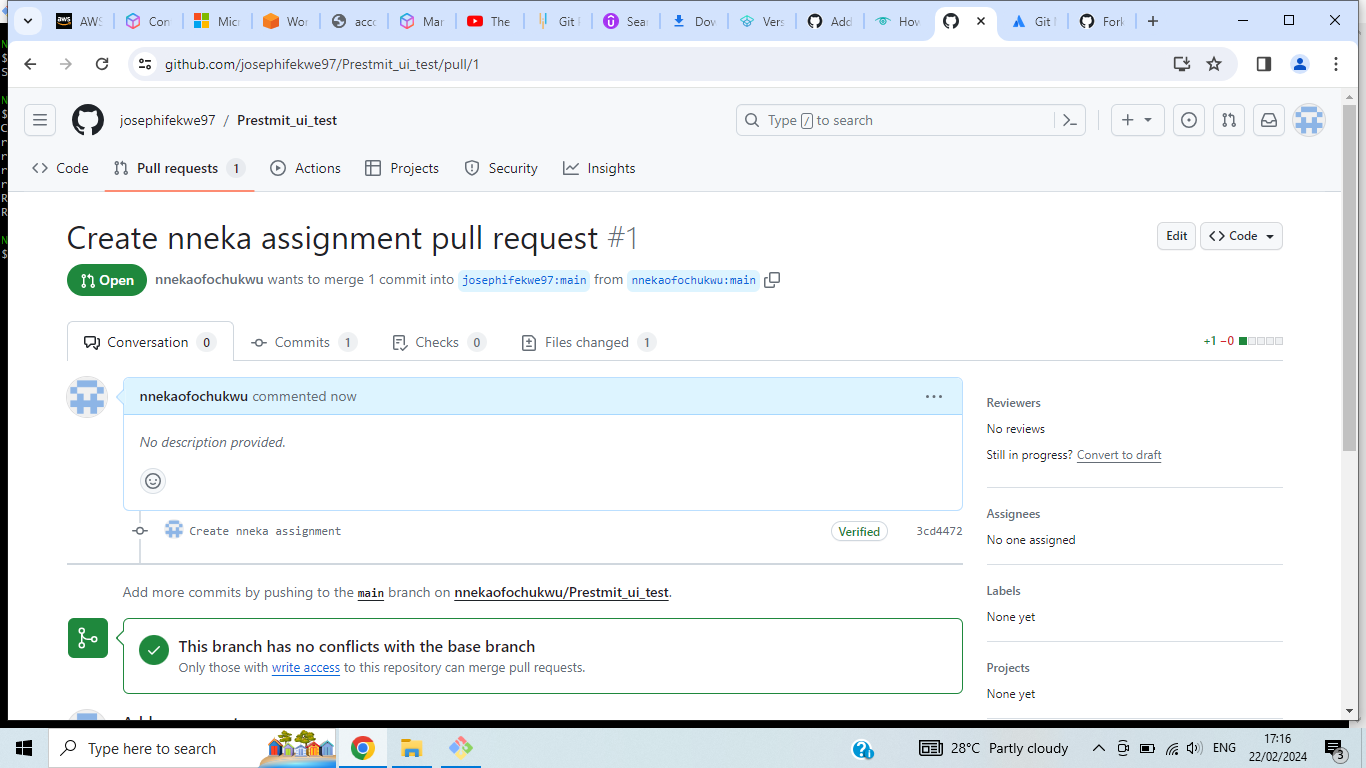 AWS
Con
Micr
Wor
acco
Mar
The
Git F
Sear
Dov
Vers
Add
How
Git M
Fork
github.com/josephifekwe97/Prestmit_ui_test/pull/1
josephifekwe97 / Prestmit_ui_test
Type / to search
Code
Pull requests 1
Actions
Projects
Security
Insights
Create nneka assignment pull request #1
Edit
<> Code
Open
nnekaofochukwu wants to merge 1 commit into josephifekwe97:main from nnekaofochukwu:main
Conversation 0
Commits 1
Checks 0
Files changed 1
+1 −0
nnekaofochukwu commented now
No description provided.
Create nneka assignment
Verified
3cd4472
Add more commits by pushing to the main branch on nnekaofochukwu/Prestmit_ui_test.
This branch has no conflicts with the base branch
Only those with write access to this repository can merge pull requests.
Reviewers
No reviews
Still in progress? Convert to draft
Assignees
No one assigned
Labels
None yet
Projects
None yet
Type here to search
28°C Partly cloudy
ENG
17:16
22/02/2024
3